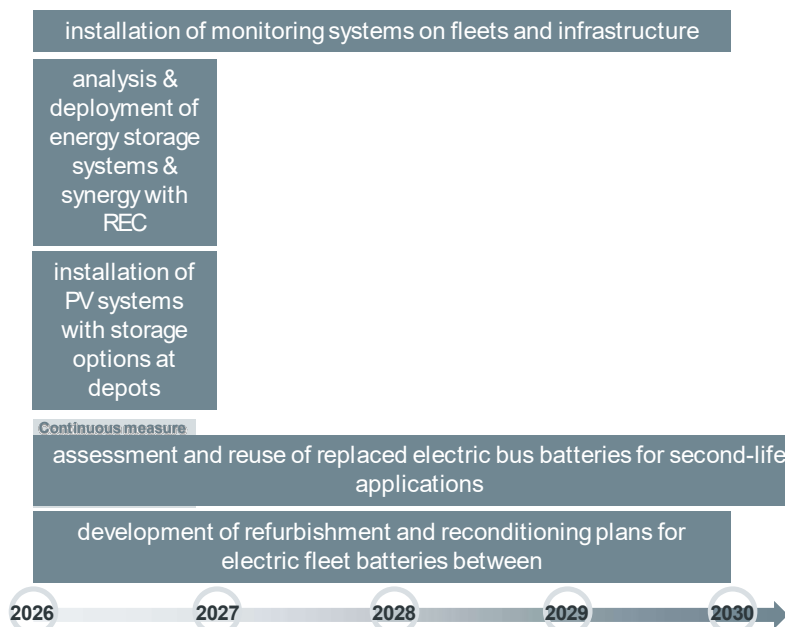 installation of monitoring systems on fleets and infrastructure
analysis &
deployment of
energy storage
systems &
synergy with
REC
installation of
PV systems
with storage
options at
depots
Continuous measure
assessment and reuse of replaced electric bus batteries for second-life
applications
development of refurbishment and reconditioning plans for
electric fleet batteries between
2026 2027 2028 2029 2030